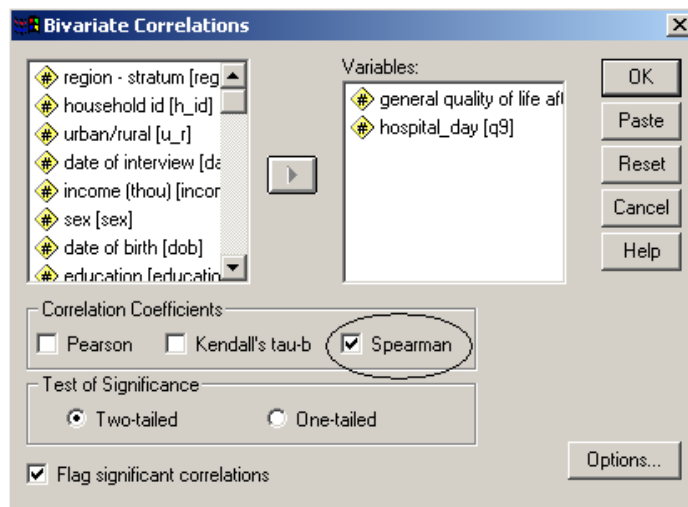 Bivariate Correlations
region - stratum [reg
household id [h_id]
urban/rural [u_r]
date of interview [da
income (thou) [incor
sex [sex]
date of birth [dob]
education [educatio
Variables:
general quality of life aft
hospital_day [q9]
OK
Paste
Reset
Cancel
Help
Correlation Coefficients
Pearson
Kendall's tau-b
Spearman
Test of Significance
Two-tailed
One-tailed
Flag significant correlations
Options...